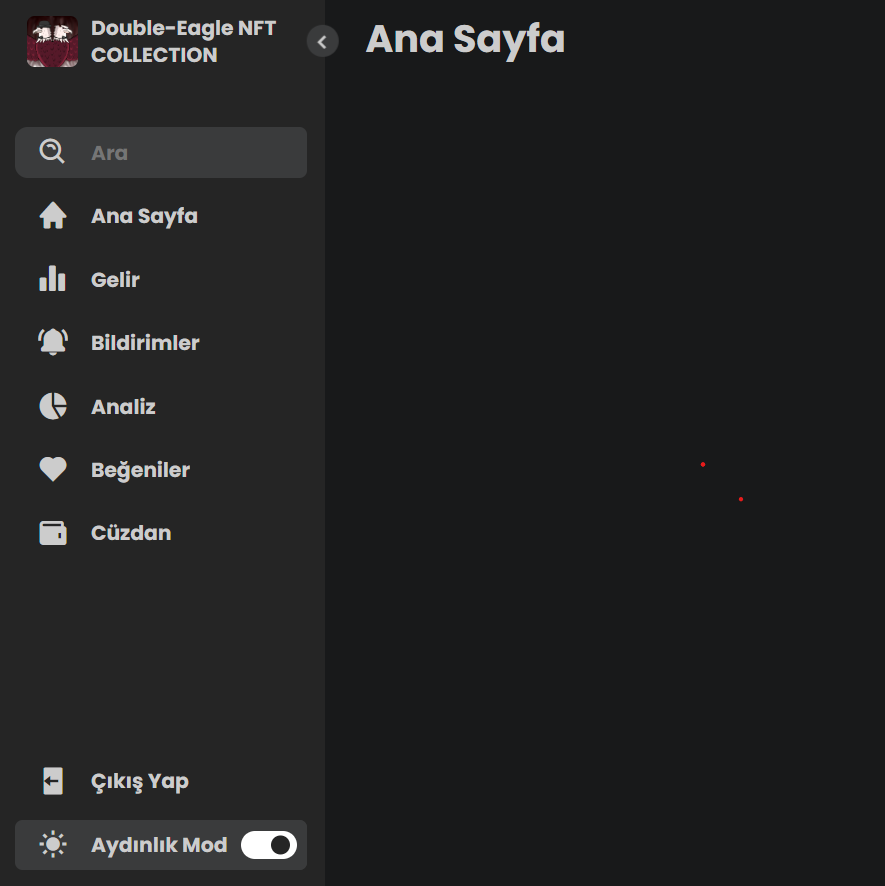 Double-Eagle NFT
COLLECTION
Ana Sayfa
Ara
Ana Sayfa
Gelir
Bildirimler
Analiz
Beğeniler
Cüzdan
Çıkış Yap
Aydınlık Mod